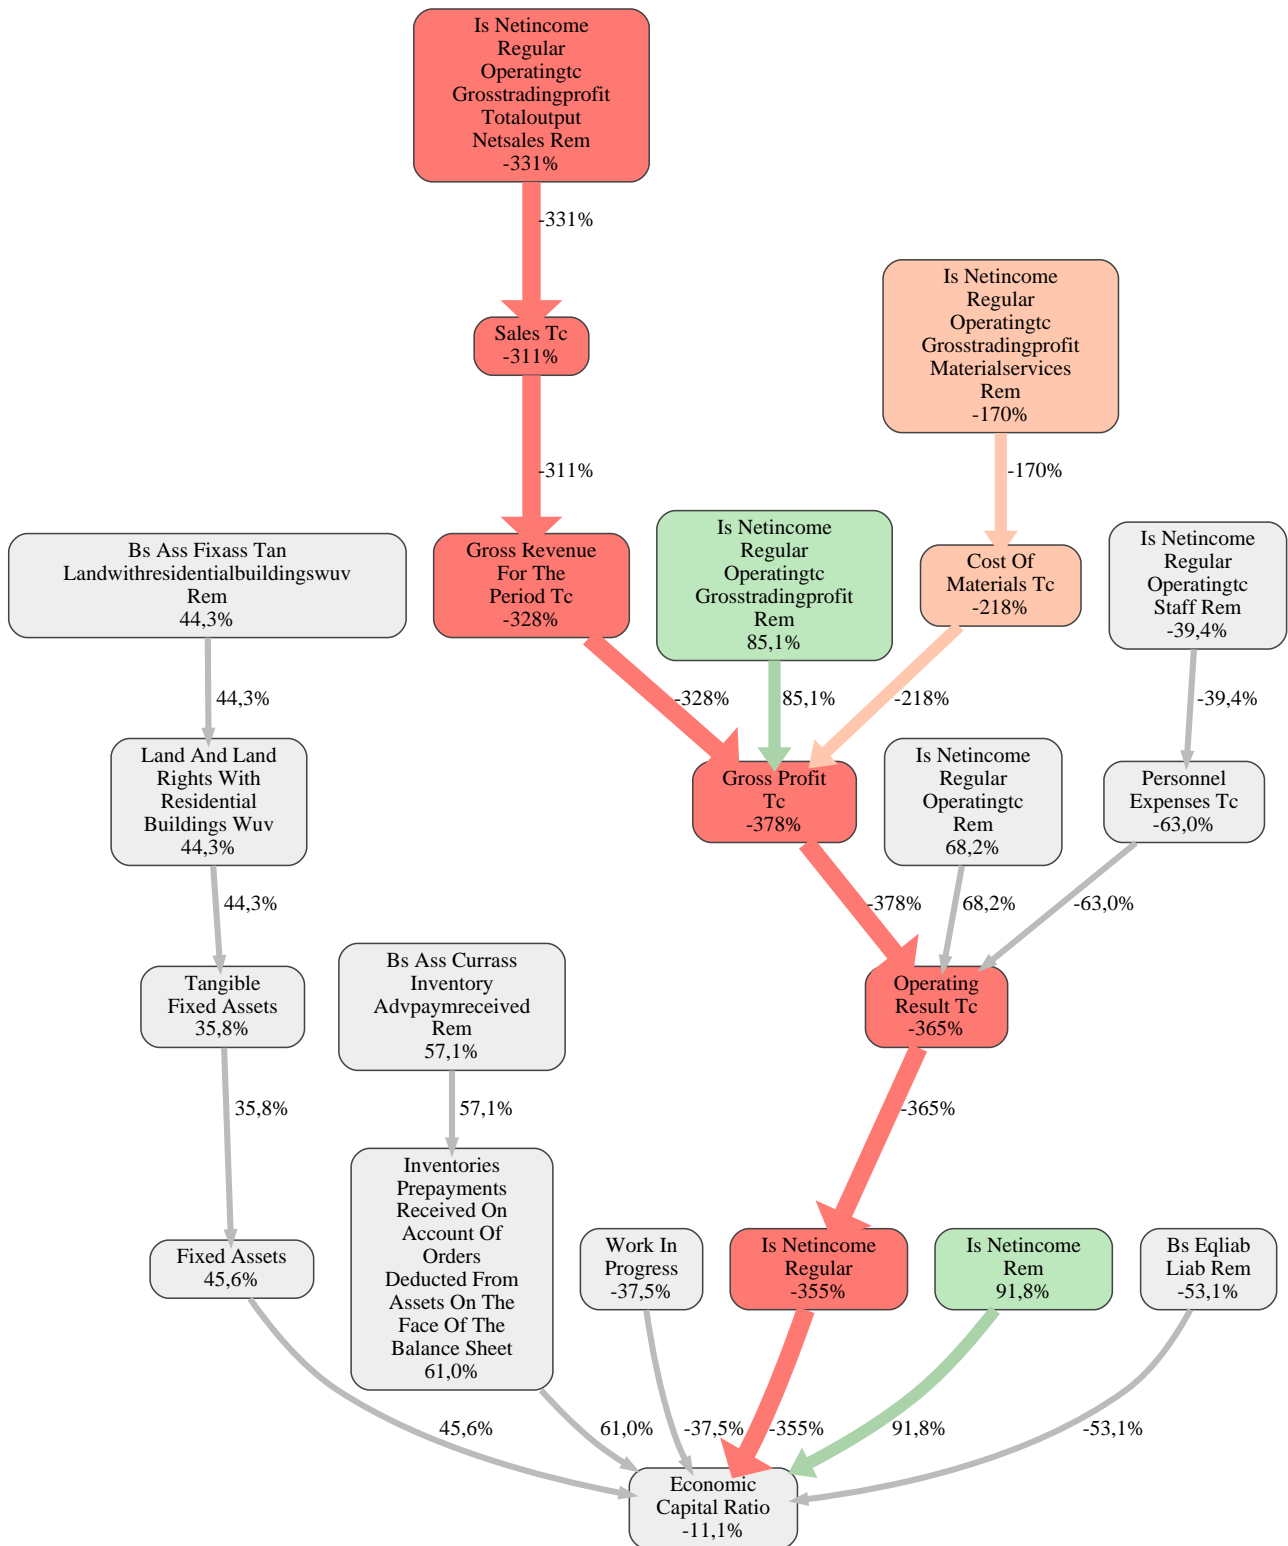 Is Netincome
Regular
Operatingtc
Grosstradingprofit
Totaloutput
Netsales Rem
-331%
-331%
Sales Tc
-311%
Is Netincome
Regular
Operatingtc
Grosstradingprofit
Materialservices
Rem
-170%
-311%
-170%
Bs Ass Fixass Tan
Landwithresidentialbuildingswuv
Rem
44,3%
Gross Revenue
For The
Period Tc
-328%
Is Netincome
Regular
Operatingtc
Grosstradingprofit
Rem
85,1%
Cost Of
Materials Tc
-218%
Is Netincome
Regular
Operatingtc
Staff Rem
-39,4%
44,3%
-328%
85,1%
-218%
-39,4%
Land And Land
Rights With
Residential
Buildings Wuv
44,3%
Gross Profit
Tc
-378%
Is Netincome
Regular
Operatingtc
Rem
68,2%
Personnel
Expenses Tc
-63,0%
44,3%
-378%
68,2%
-63,0%
Tangible
Fixed Assets
35,8%
Bs Ass Currass
Inventory
Advpaymreceived
Rem
57,1%
Operating
Result Tc
-365%
35,8%
57,1%
-365%
Fixed Assets
45,6%
Inventories
Prepayments
Received On
Account Of
Orders
Deducted From
Assets On The
Face Of The
Balance Sheet
61,0%
Work In
Progress
-37,5%
Is Netincome
Regular
-355%
Is Netincome
Rem
91,8%
Bs Eqliab
Liab Rem
-53,1%
45,6%
61,0%
-37,5%
-355%
91,8%
-53,1%
Economic
Capital Ratio
-11,1%